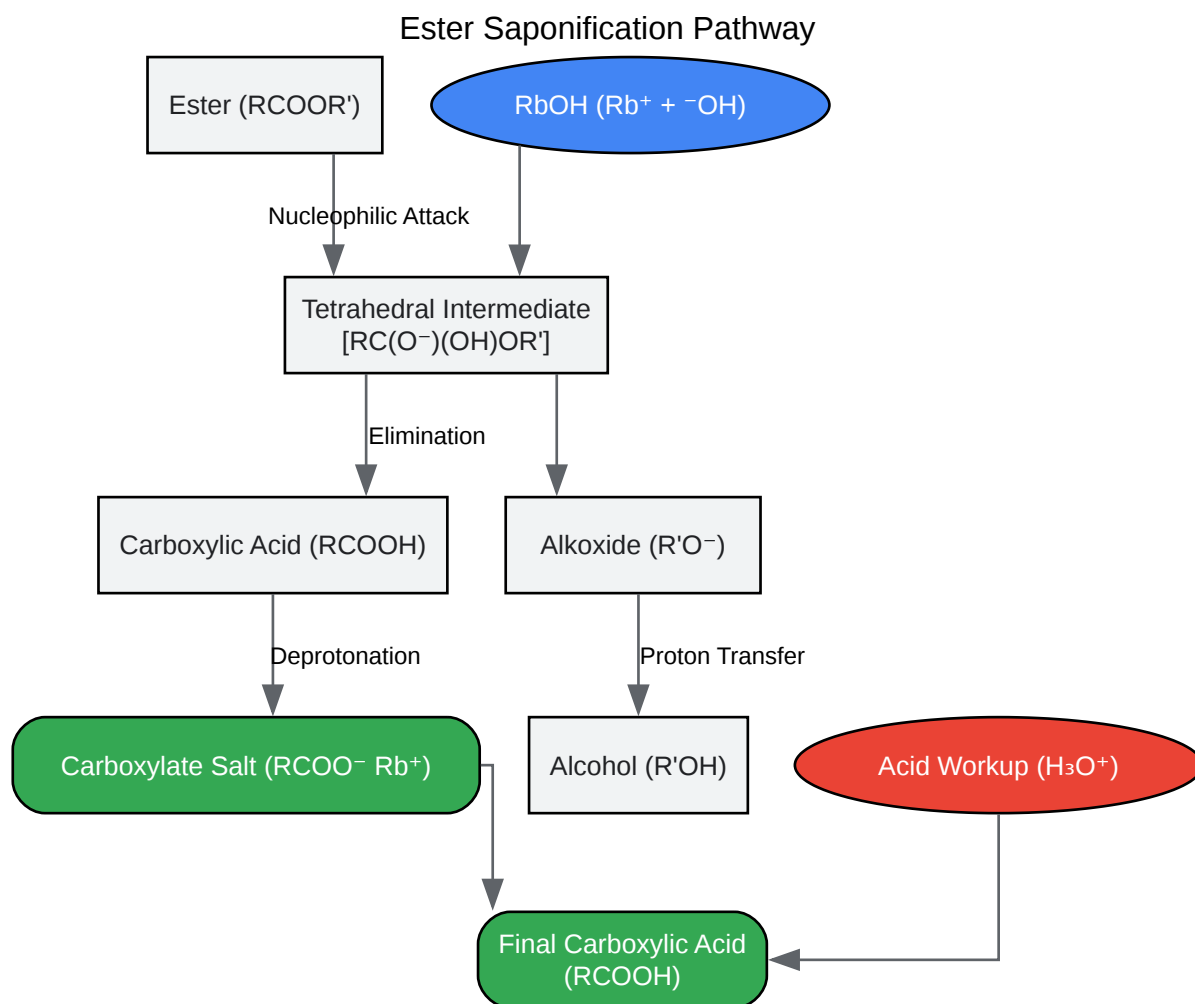 Ester Saponification Pathway
Ester (RCOOR')
RbOH (Rb⁺ + ⁻OH)
Nucleophilic Attack
Tetrahedral Intermediate
[RC(O⁻)(OH)OR']
Elimination
Carboxylic Acid (RCOOH)
Alkoxide (R'O⁻)
Deprotonation
Proton Transfer
Carboxylate Salt (RCOO⁻ Rb⁺)
Alcohol (R'OH)
Acid Workup (H₃O⁺)
Final Carboxylic Acid
(RCOOH)